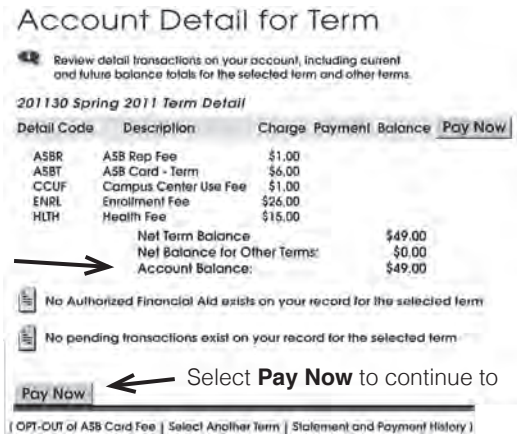 Account Detail for Term
Review detail transactions on your account, including current
and future balance totals for the selected term and other terms.
201130 Spring 2011 Term Detail
Detail Code Description Charge Payment Balance Pay Now
ASBR ASB Rep Fee $1.00
ASBT ASB Card - Term $6.00
CCUF Campus Center Use Fee $1.00
ENRL Enrollment Fee $26.00
HLTH Health Fee $15.00
Net Term Balance $49.00
Net Balance for Other Terms: $0.00
Account Balance: $49.00
No Authorized Financial Aid exists on your record for the selected term
No pending transactions exist on your record for the selected term
Select Pay Now to continue to
Pay Now
[ OPT-OUT of ASB Card Fee | Select Another Term | Statement and Payment History ]